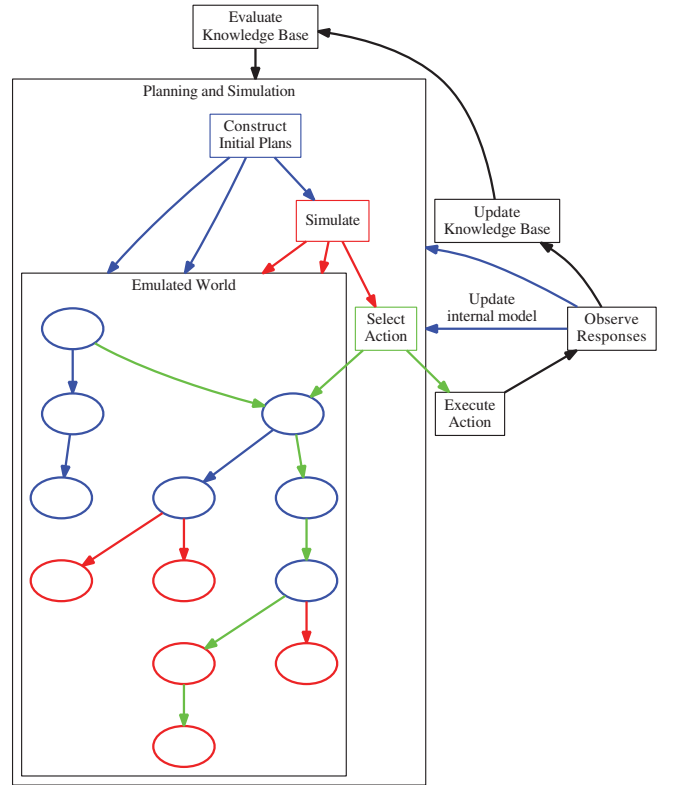 Evaluate
Knowledge Base
Planning and Simulation
Construct
Initial Plans
Simulate
Update
Knowledge Base
Emulated World
Select
Action
Update
internal model
Observe
Responses
Execute
Action